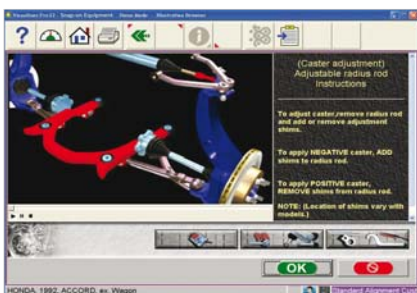 (Caster adjustment)
Adjustable radius rod
Instructions
To adjust caster,remove radius rod
and add or remove adjustment
shims.
To apply NEGATIVE caster, ADD
shims to radius rod.
To apply POSITIVE caster,
REMOVE shims from radius rod.
NOTE: (Location of shims vary with
models.)
OK
HONDA, 1992, ACCORD, ex. Wagon
Standard Alignment Cust